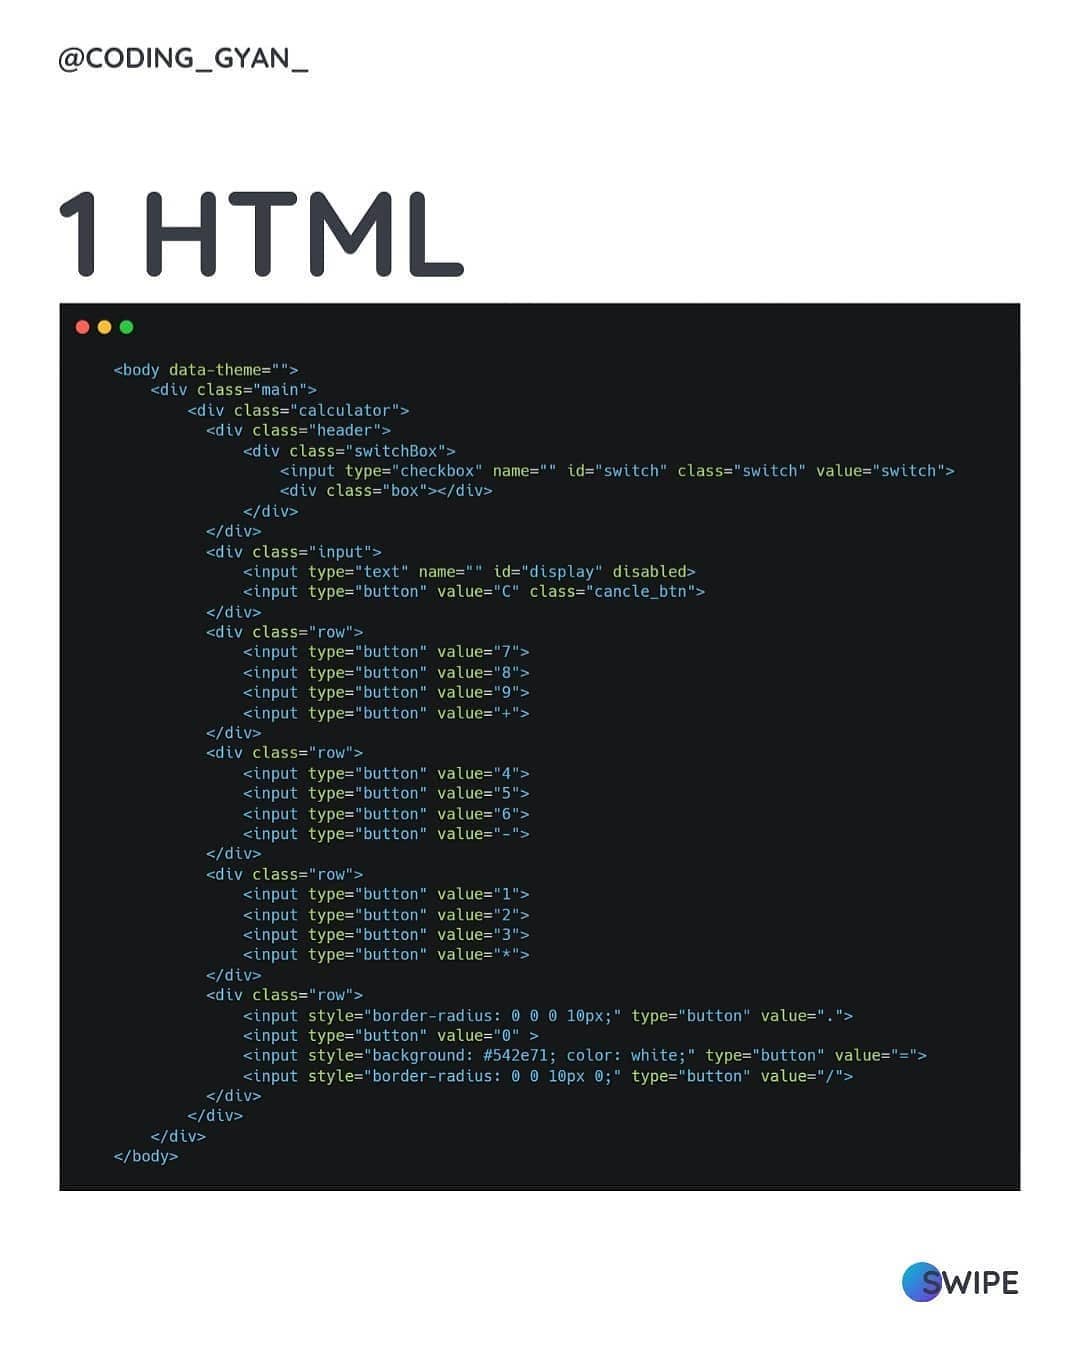 @CODING_GYAN_
1 HTML
<body data-theme="">
<div class="main">
<div class="calculator">
<div class="header">
<div class="switchBox">
<input type="checkbox" name="" id="switch" class="switch" value="switch">
<div class="box"></div>
</div>
</div>
<div class="input">
<input type="text" name="" id="display" disabled>
<input type="button" value="C" class="cancle_btn">
</div>
<div class="row">
<input type="button" value="7">
<input type="button" value="8">
<input type="button" value="9">
<input type="button" value="+">
</div>
<div class="row">
<input type="button" value="4">
<input type="button" value="5">
<input type="button" value="6">
<input type="button" value="-">
</div>
<div class="row">
<input type="button" value="1">
<input type="button" value="2">
<input type="button" value="3">
<input type="button" value="*">
</div>
<div class="row">
<input style="border-radius: 0 0 0 10px;" type="button" value=".">
<input type="button" value="0" >
<input style="background: #542e71; color: white;" type="button" value="=">
<input style="border-radius: 0 0 10px 0;" type="button" value="/">
</div>
</div>
</div>
</body>
SWIPE